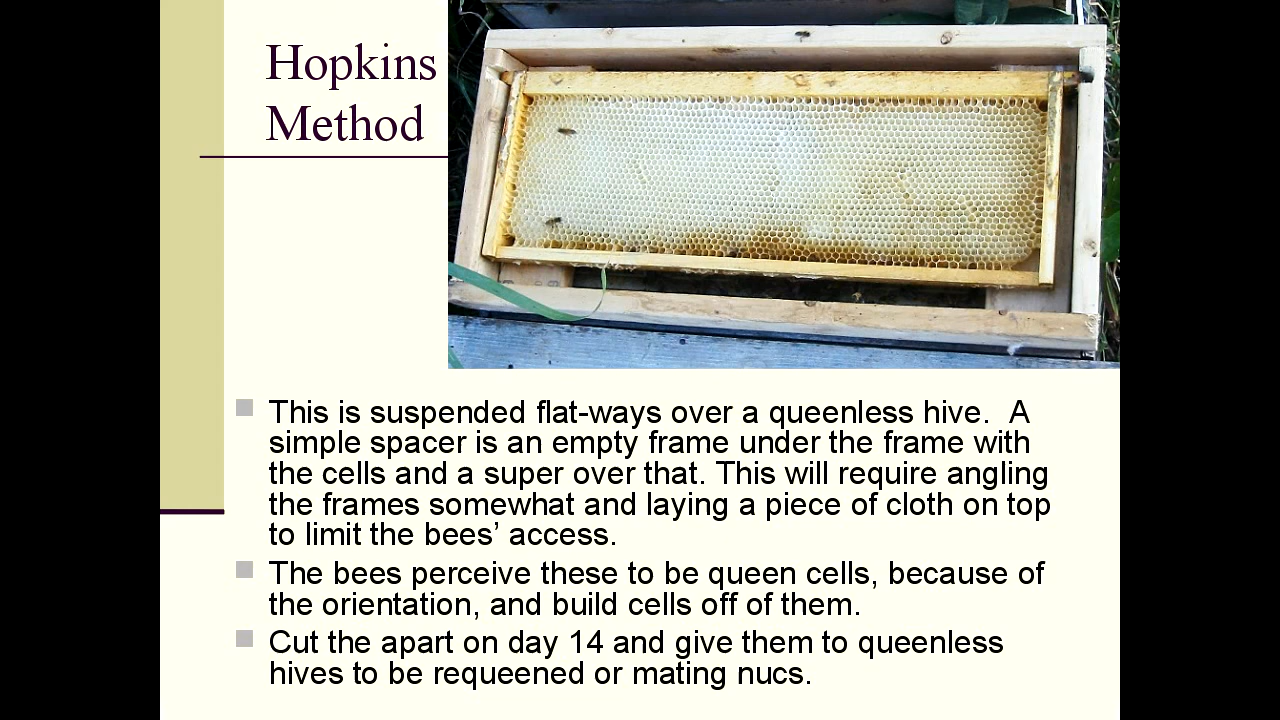 Hopkins
Method
This is suspended flat-ways over a queenless hive.  A
simple spacer is an empty frame under the frame with
the cells and a super over that. This will require angling
the frames somewhat and laying a piece of cloth on top
to limit the bees’ access.
The bees perceive these to be queen cells, because of
the orientation, and build cells off of them.
Cut the apart on day 14 and give them to queenless
hives to be requeened or mating nucs.